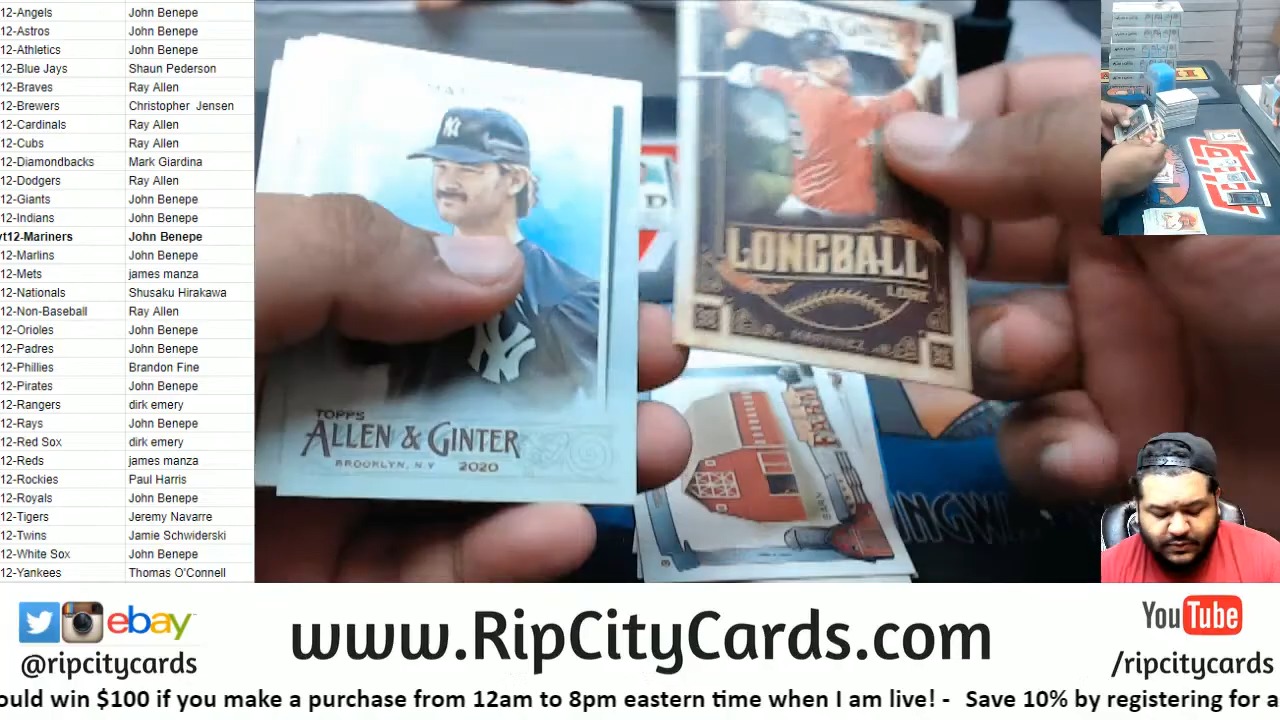 12-Angels John Benepe
12-Astros John Benepe
12-Athletics John Benepe
12-Blue Jays Shaun Pederson
12-Braves Ray Allen
12-Brewers Christopher Jensen
12-Cardinals Ray Allen
12-Cubs Ray Allen
12-Diamondbacks Mark Giardina
12-Dodgers Ray Allen
12-Giants John Benepe
12-Indians John Benepe
vt12-Mariners John Benepe
12-Marlins John Benepe
12-Mets james manza
12-Nationals Shusaku Hirakawa
12-Non-Baseball Ray Allen
12-Orioles John Benepe
12-Padres John Benepe
12-Phillies Brandon Fine
12-Pirates John Benepe
12-Rangers dirk emery
12-Rays John Benepe
12-Red Sox dirk emery
12-Reds james manza
12-Rockies Paul Harris
12-Royals John Benepe
12-Tigers Jeremy Navarre
12-Twins Jamie Schwiderski
12-White Sox John Benepe
12-Yankees Thomas O'Connell
NY
NY
TOPPS
ALLEN & GINTER
BROOKLYN, N.Y 2020
LONGBALL
LORE
MARTINEZ
FARM
BARN
INGW
ebay
@ripcitycards
www.RipCityCards.com
YouTube
/ripcitycards
ould win $100 if you make a purchase from 12am to 8pm eastern time when I am live! - Save 10% by registering for a